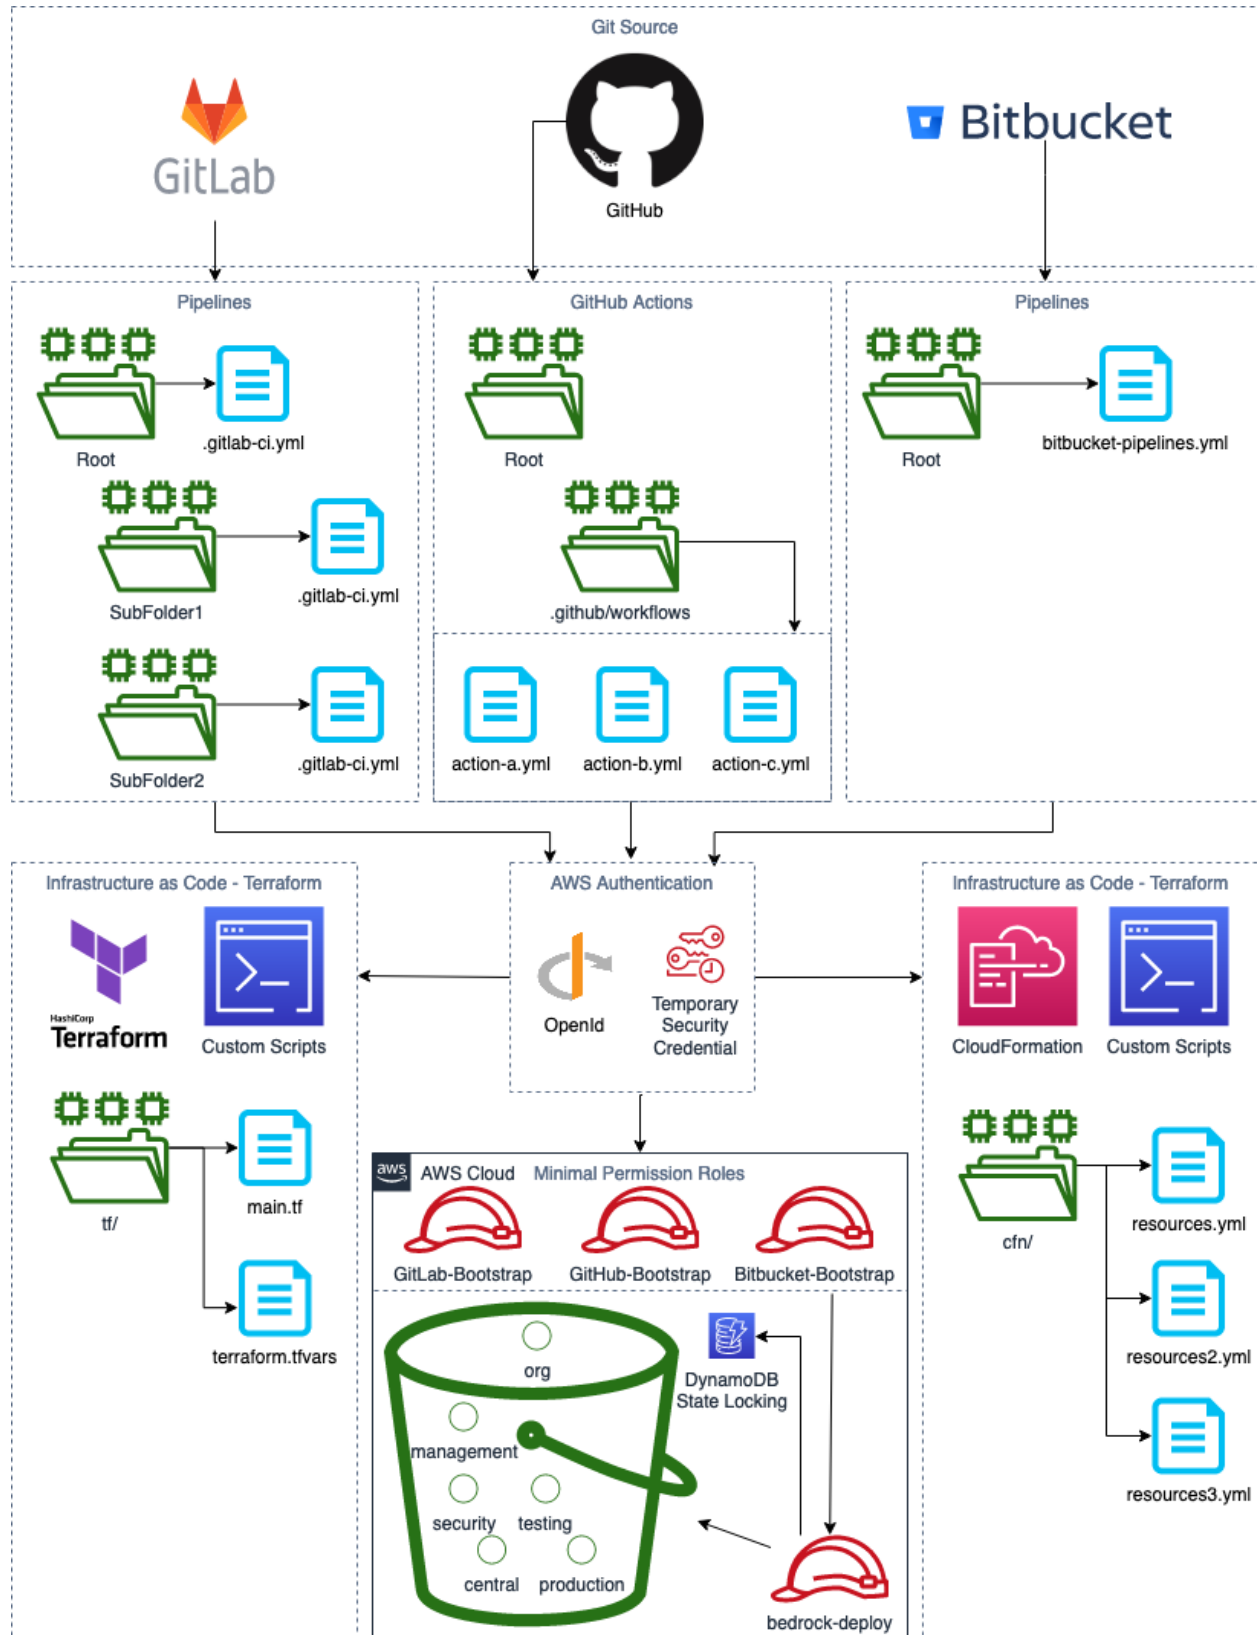 Git Source
GitLab
GitHub
Bitbucket
Pipelines
Root
.gitlab-ci.yml
SubFolder1
.gitlab-ci.yml
SubFolder2
.gitlab-ci.yml
GitHub Actions
Root
.github/workflows
action-a.yml
action-b.yml
action-c.yml
Pipelines
Root
bitbucket-pipelines.yml
Infrastructure as Code - Terraform
HashiCorp
Terraform
Custom Scripts
tf/
main.tf
terraform.tfvars
AWS Authentication
OpenId
Temporary
Security
Credential
Infrastructure as Code - Terraform
CloudFormation
Custom Scripts
cfn/
resources.yml
resources2.yml
resources3.yml
aws
AWS Cloud
Minimal Permission Roles
GitLab-Bootstrap
GitHub-Bootstrap
Bitbucket-Bootstrap
org
management
security
testing
central
production
DynamoDB
State Locking
bedrock-deploy